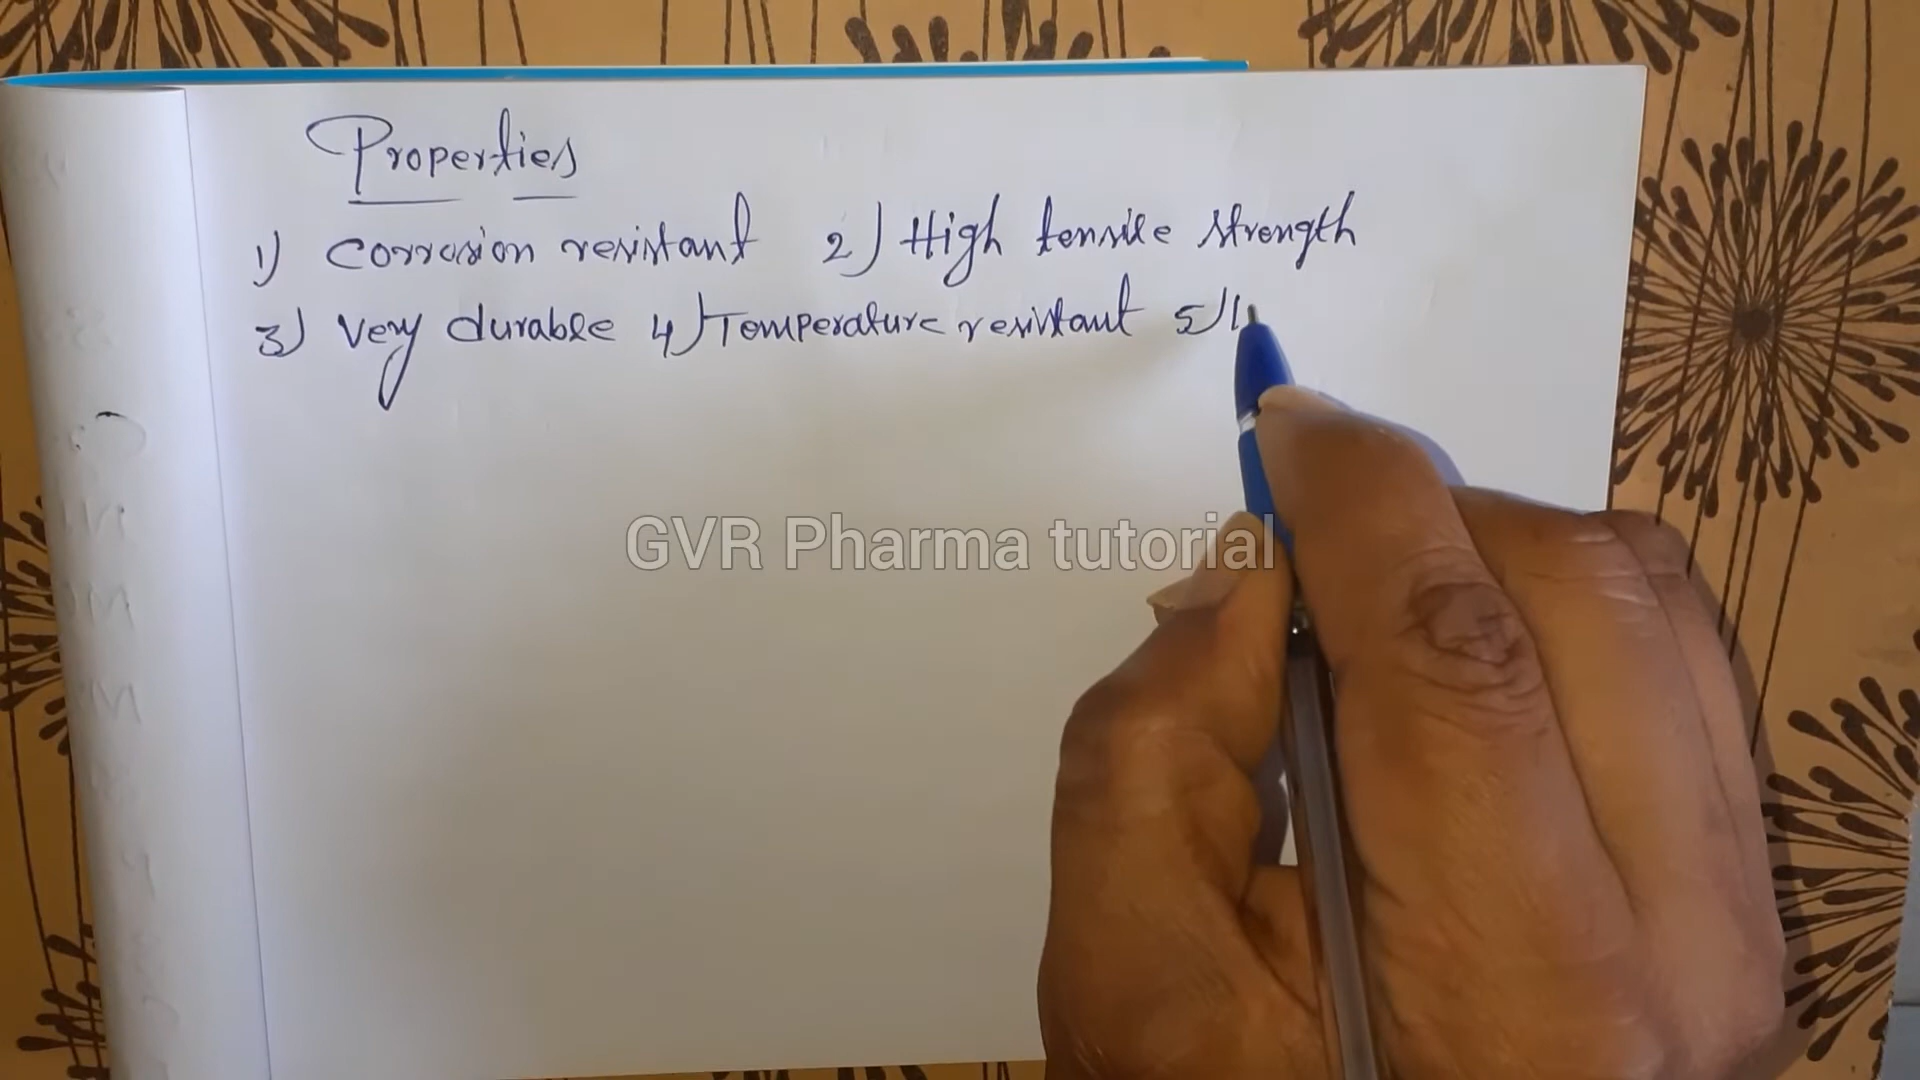 Properties
1) Corrosion resistant 2) High tensile strength
3) Very durable 4) Temperature resistant 5)
GVR Pharma tutorial